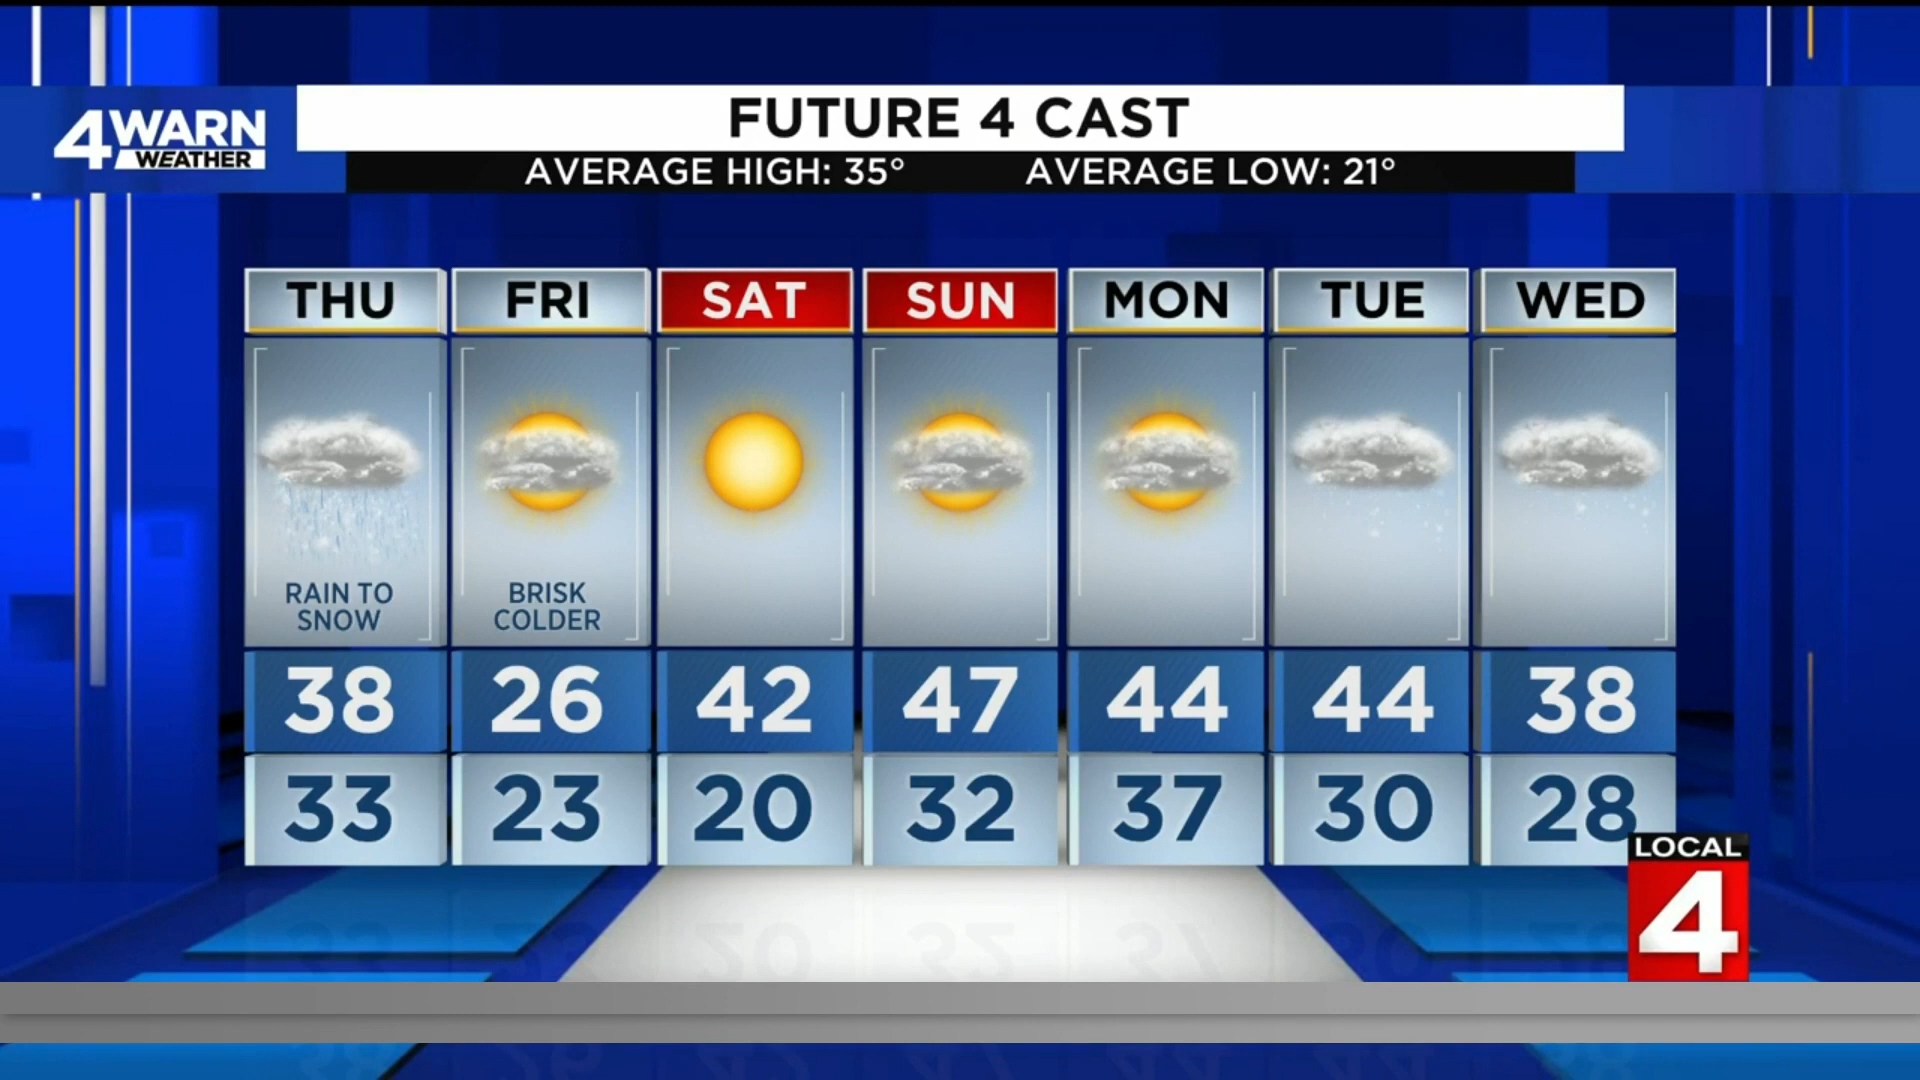 4WARN
WEATHER
FUTURE 4 CAST
AVERAGE HIGH: 35° AVERAGE LOW: 21°
THU FRI SAT SUN MON TUE WED
RAIN TO
SNOW
BRISK
COLDER
38 26 42 47 44 44 38
33 23 20 32 37 30 28
LOCAL
4